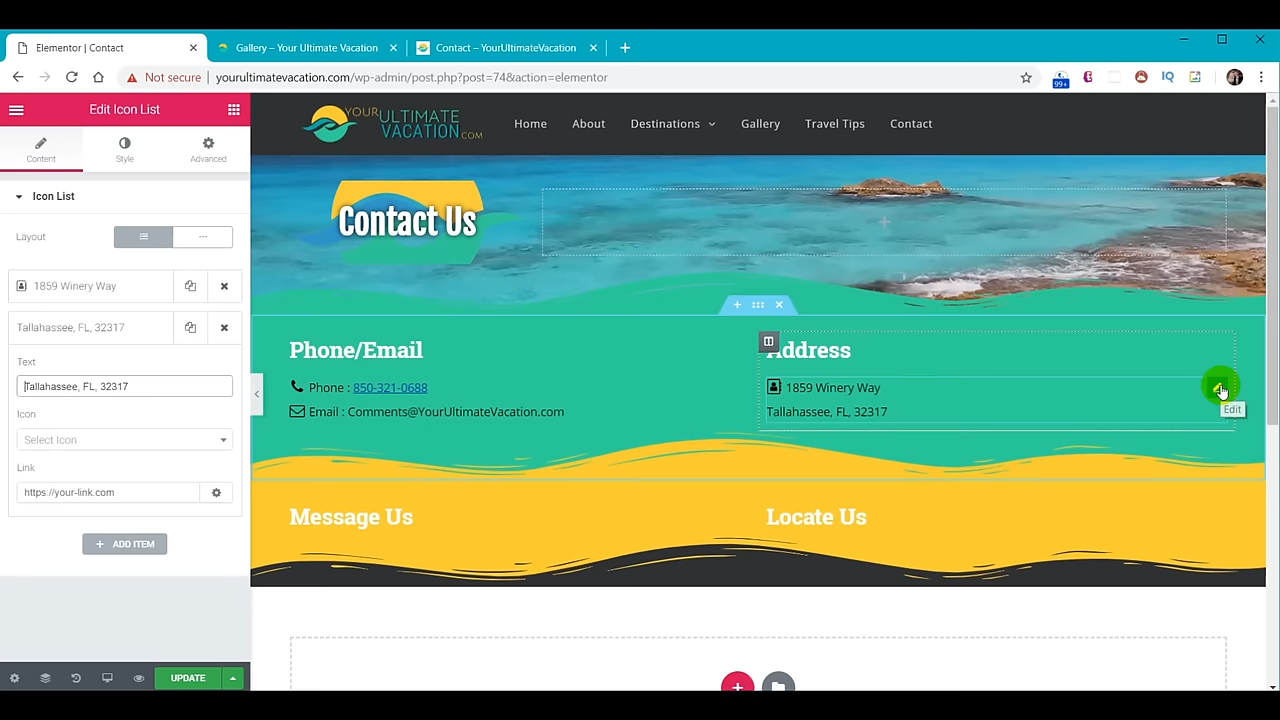 Elementor | Contact
Gallery – Your Ultimate Vacation
Contact – YourUltimateVacation
Not secure
yourultimatevacation.com/wp-admin/post.php?post=74&action=elementor
99+
IQ
Edit Icon List
Content
Style
Advanced
Icon List
Layout
1859 Winery Way
Tallahassee, FL, 32317
Text
Tallahassee, FL, 32317
Icon
Select Icon
Link
https://your-link.com
+ ADD ITEM
UPDATE
YOUR ULTIMATE VACATION.COM
Home
About
Destinations
Gallery
Travel Tips
Contact
Contact Us
Phone/Email
Phone : 850-321-0688
Email : Comments@YourUltimateVacation.com
Address
1859 Winery Way
Tallahassee, FL, 32317
Edit
Message Us
Locate Us